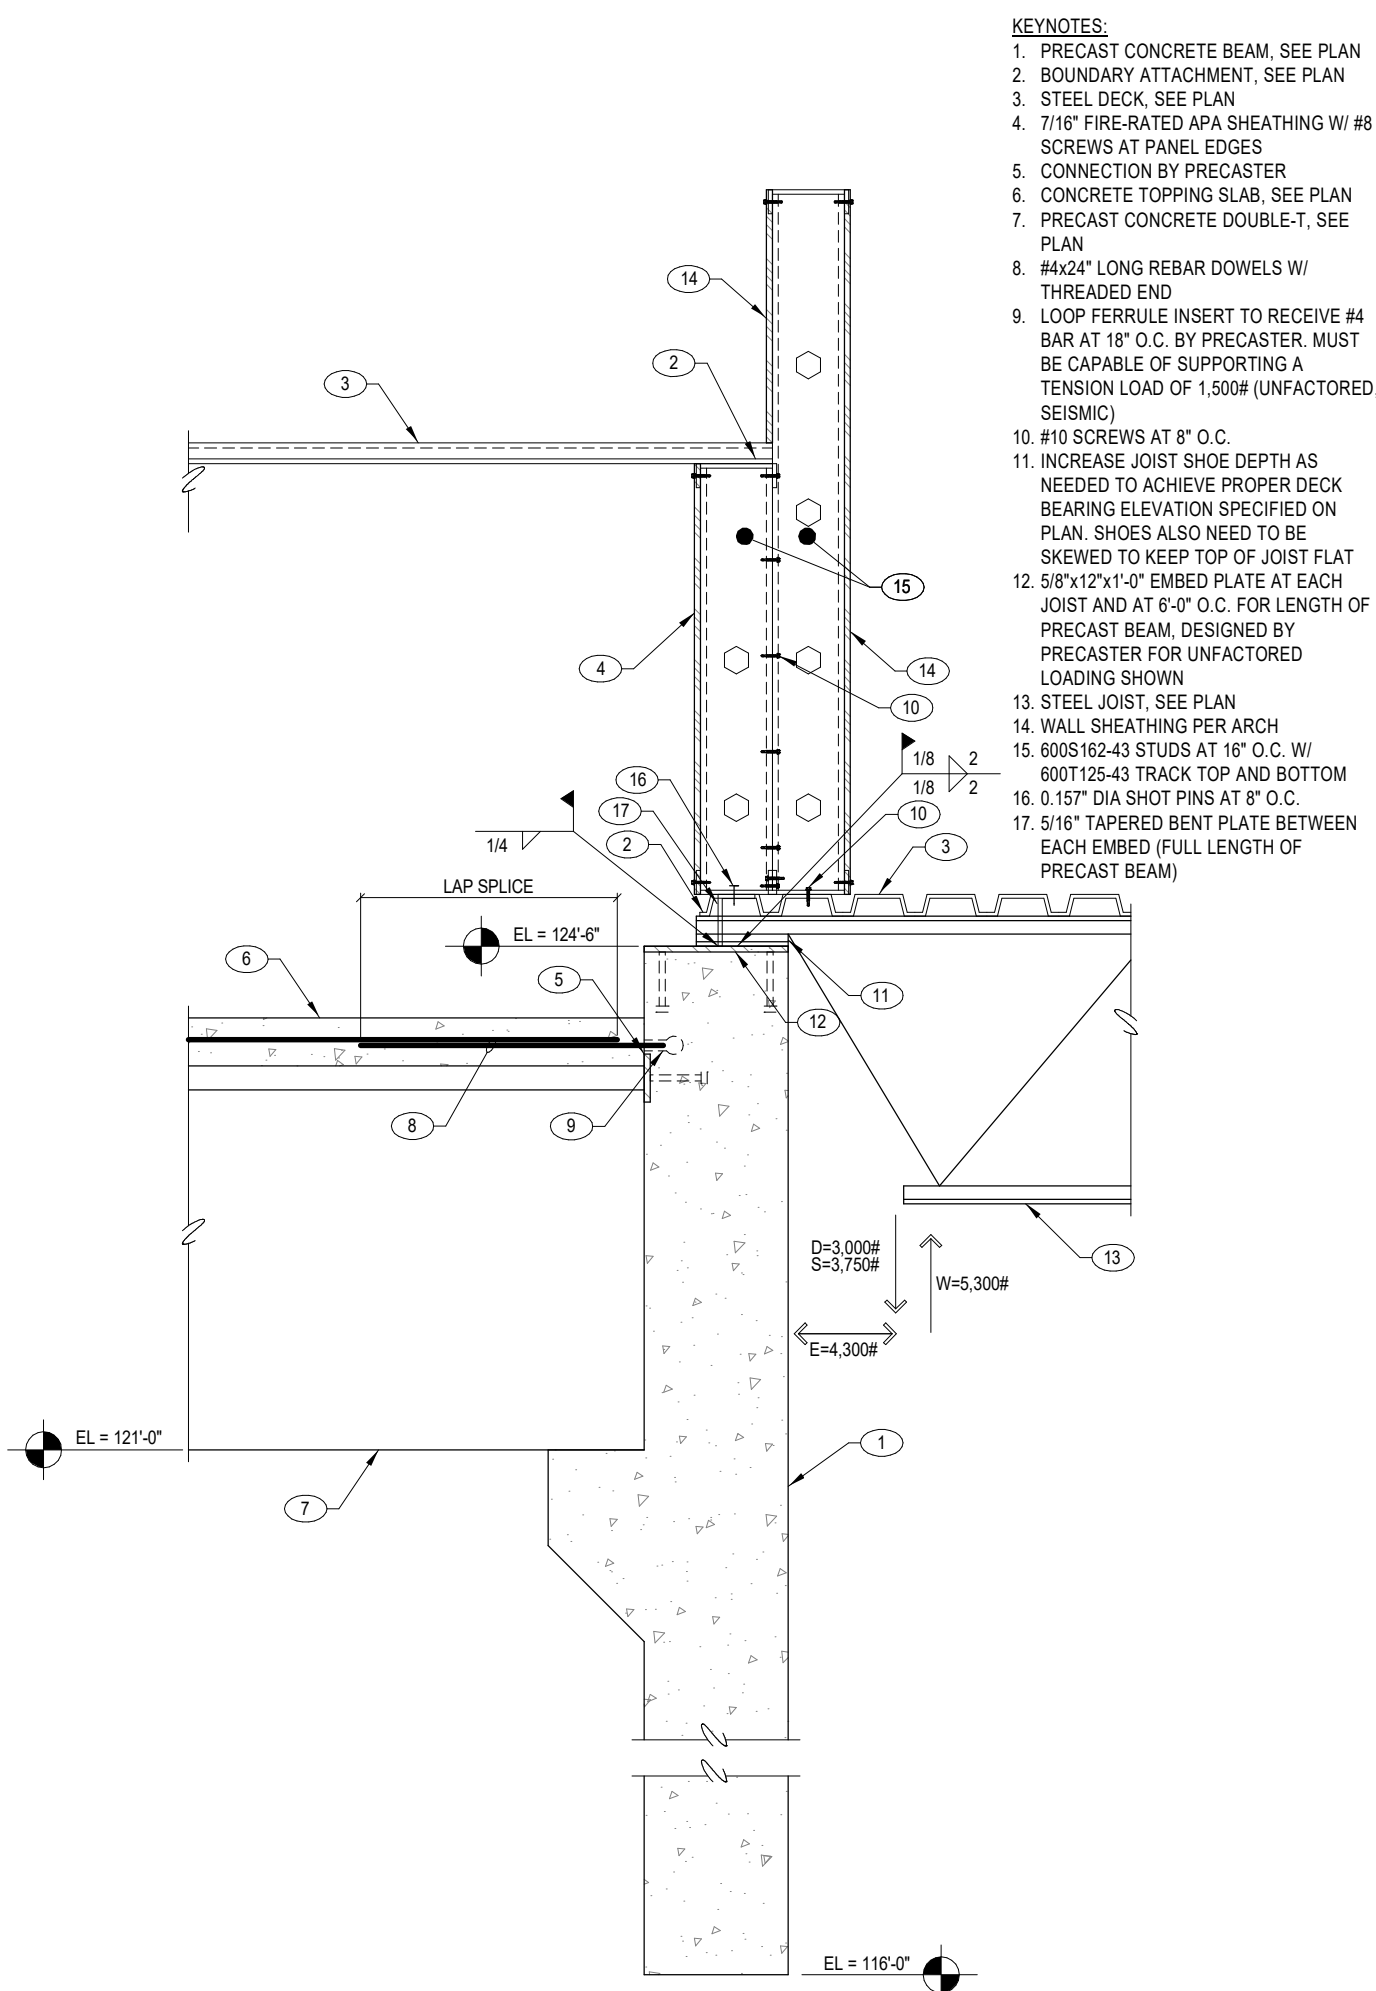 KEYNOTES:
1. PRECAST CONCRETE BEAM, SEE PLAN
2. BOUNDARY ATTACHMENT, SEE PLAN
3. STEEL DECK, SEE PLAN
4. 7/16" FIRE-RATED APA SHEATHING W/ #8
SCREWS AT PANEL EDGES
5. CONNECTION BY PRECASTER
6. CONCRETE TOPPING SLAB, SEE PLAN
7. PRECAST CONCRETE DOUBLE-T, SEE
PLAN
8. #4x24" LONG REBAR DOWELS W/
THREADED END
9. LOOP FERRULE INSERT TO RECEIVE #4
BAR AT 18" O.C. BY PRECASTER. MUST
BE CAPABLE OF SUPPORTING A
TENSION LOAD OF 1,500# (UNFACTORED,
SEISMIC)
10. #10 SCREWS AT 8" O.C.
11. INCREASE JOIST SHOE DEPTH AS
NEEDED TO ACHIEVE PROPER DECK
BEARING ELEVATION SPECIFIED ON
PLAN. SHOES ALSO NEED TO BE
SKEWED TO KEEP TOP OF JOIST FLAT
12. 5/8"x12"x1'-0" EMBED PLATE AT EACH
JOIST AND AT 6'-0" O.C. FOR LENGTH OF
PRECAST BEAM, DESIGNED BY
PRECASTER FOR UNFACTORED
LOADING SHOWN
13. STEEL JOIST, SEE PLAN
14. WALL SHEATHING PER ARCH
15. 600S162-43 STUDS AT 16" O.C. W/
600T125-43 TRACK TOP AND BOTTOM
16. 0.157" DIA SHOT PINS AT 8" O.C.
17. 5/16" TAPERED BENT PLATE BETWEEN
EACH EMBED (FULL LENGTH OF
PRECAST BEAM)
14
2
3
15
4
14
10
1/8 2
1/8 2
16
17
10
2
3
1/4
LAP SPLICE
EL = 124'-6"
6
5
11
12
8
9
D=3,000#
S=3,750#
W=5,300#
13
E=4,300#
EL = 121'-0"
1
7
EL = 116'-0"